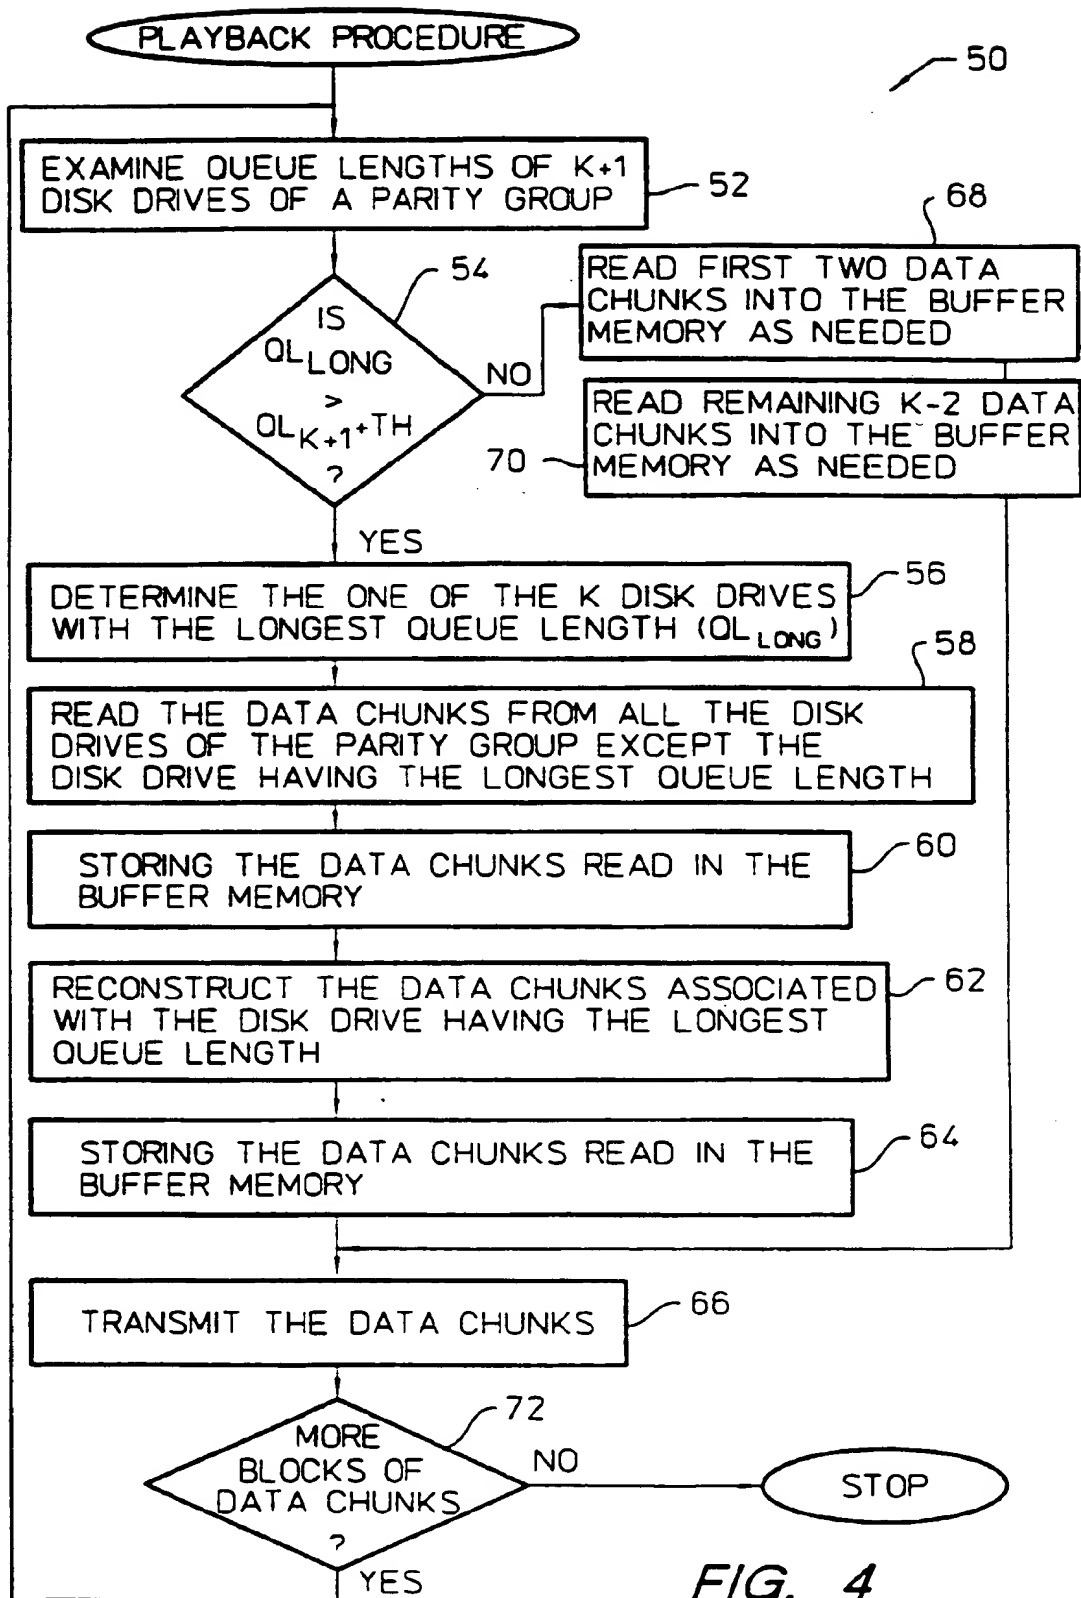 PLAYBACK PROCEDURE
50
EXAMINE QUEUE LENGTHS OF K+1
DISK DRIVES OF A PARITY GROUP
52
54
IS
QL LONG
>
QL K+1+TH
?
NO
YES
68
READ FIRST TWO DATA
CHUNKS INTO THE BUFFER
MEMORY AS NEEDED
READ REMAINING K-2 DATA
CHUNKS INTO THE BUFFER
MEMORY AS NEEDED
70
56
DETERMINE THE ONE OF THE K DISK DRIVES
WITH THE LONGEST QUEUE LENGTH (QL LONG)
58
READ THE DATA CHUNKS FROM ALL THE DISK
DRIVES OF THE PARITY GROUP EXCEPT THE
DISK DRIVE HAVING THE LONGEST QUEUE LENGTH
60
STORING THE DATA CHUNKS READ IN THE
BUFFER MEMORY
62
RECONSTRUCT THE DATA CHUNKS ASSOCIATED
WITH THE DISK DRIVE HAVING THE LONGEST
QUEUE LENGTH
64
STORING THE DATA CHUNKS READ IN THE
BUFFER MEMORY
66
TRANSMIT THE DATA CHUNKS
72
MORE
BLOCKS OF
DATA CHUNKS
?
NO
STOP
YES
FIG. 4